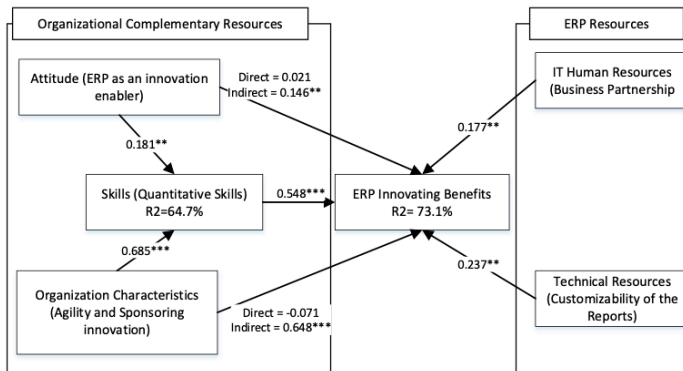 Organizational Complementary Resources
ERP Resources
Attitude (ERP as an innovation
enabler)
Direct = 0.021
Indirect = 0.146**
IT Human Resources
(Business Partnership
0.181**
0.177**
Skills (Quantitative Skills)
R2=64.7%
0.548***
ERP Innovating Benefits
R2= 73.1%
0.685***
0.237**
Organization Characteristics
(Agility and Sponsoring
innovation)
Direct = -0.071
Indirect = 0.648***
Technical Resources
(Customizability of the
Reports)